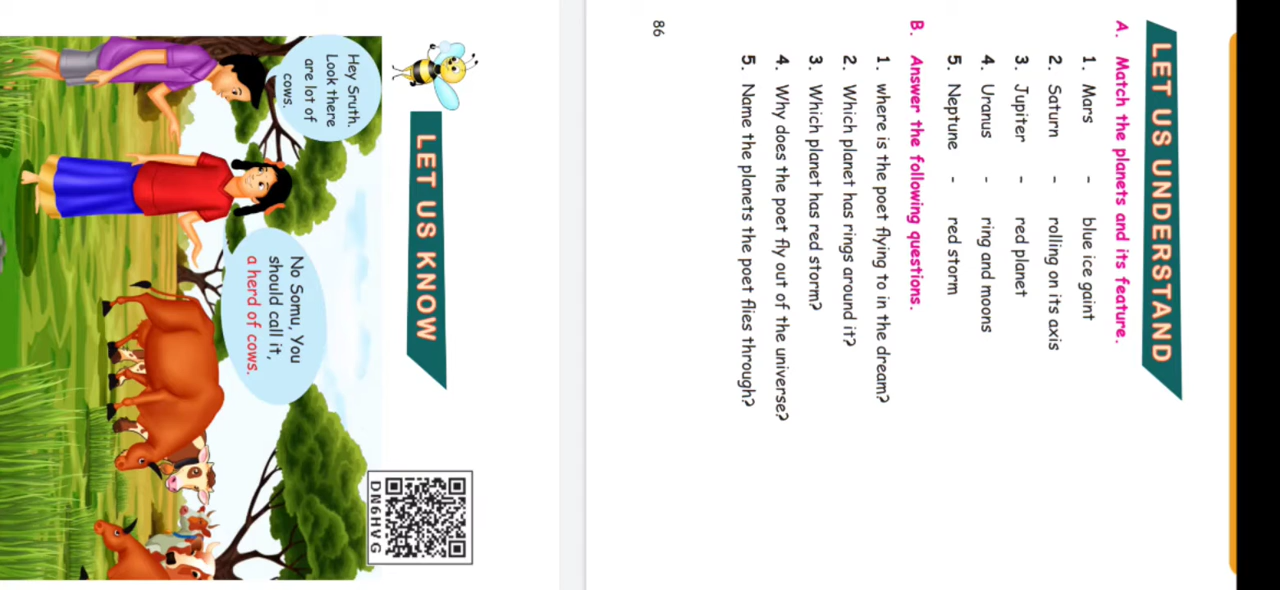 LET US UNDERSTAND
A. Match the planets and its feature.
1. Mars - blue ice gaint
2. Saturn - rolling on its axis
3. Jupiter - red planet
4. Uranus - ring and moons
5. Neptune - red storm
B. Answer the following questions.
1. where is the poet flying to in the dream?
2. Which planet has rings around it?
3. Which planet has red storm?
4. Why does the poet fly out of the universe?
5. Name the planets the poet flies through?
86
LET US KNOW
DN6HVG
Hey Sruth.
Look there
are lot of
cows.
No Somu, You
should call it,
a herd of cows.